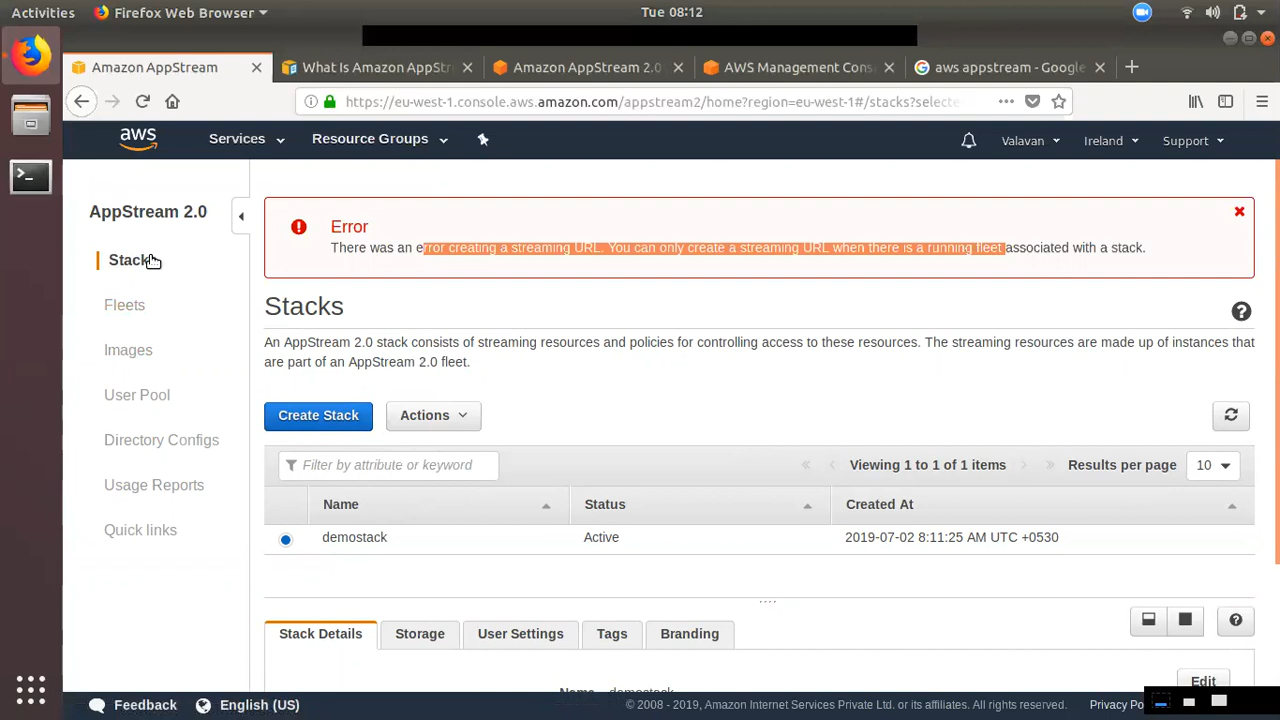 Activities
Firefox Web Browser
Tue 08:12
Amazon AppStream
What Is Amazon AppStr
Amazon AppStream 2.0
AWS Management Cons
aws appstream - Google
https://eu-west-1.console.aws.amazon.com/appstream2/home?region=eu-west-1#/stacks?selecte
aws
Services
Resource Groups
Valavan
Ireland
Support
AppStream 2.0
Stacks
Fleets
Images
User Pool
Directory Configs
Usage Reports
Quick links
Error
There was an error creating a streaming URL. You can only create a streaming URL when there is a running fleet associated with a stack.
Stacks
An AppStream 2.0 stack consists of streaming resources and policies for controlling access to these resources. The streaming resources are made up of instances that
are part of an AppStream 2.0 fleet.
Create Stack
Actions
Filter by attribute or keyword
Viewing 1 to 1 of 1 items
Results per page
10
Name
Status
Created At
demostack
Active
2019-07-02 8:11:25 AM UTC +0530
Stack Details
Storage
User Settings
Tags
Branding
Edit
Name
demostack
Feedback
English (US)
© 2008 - 2019, Amazon Internet Services Private Ltd. or its affiliates. All rights reserved.
Privacy Po